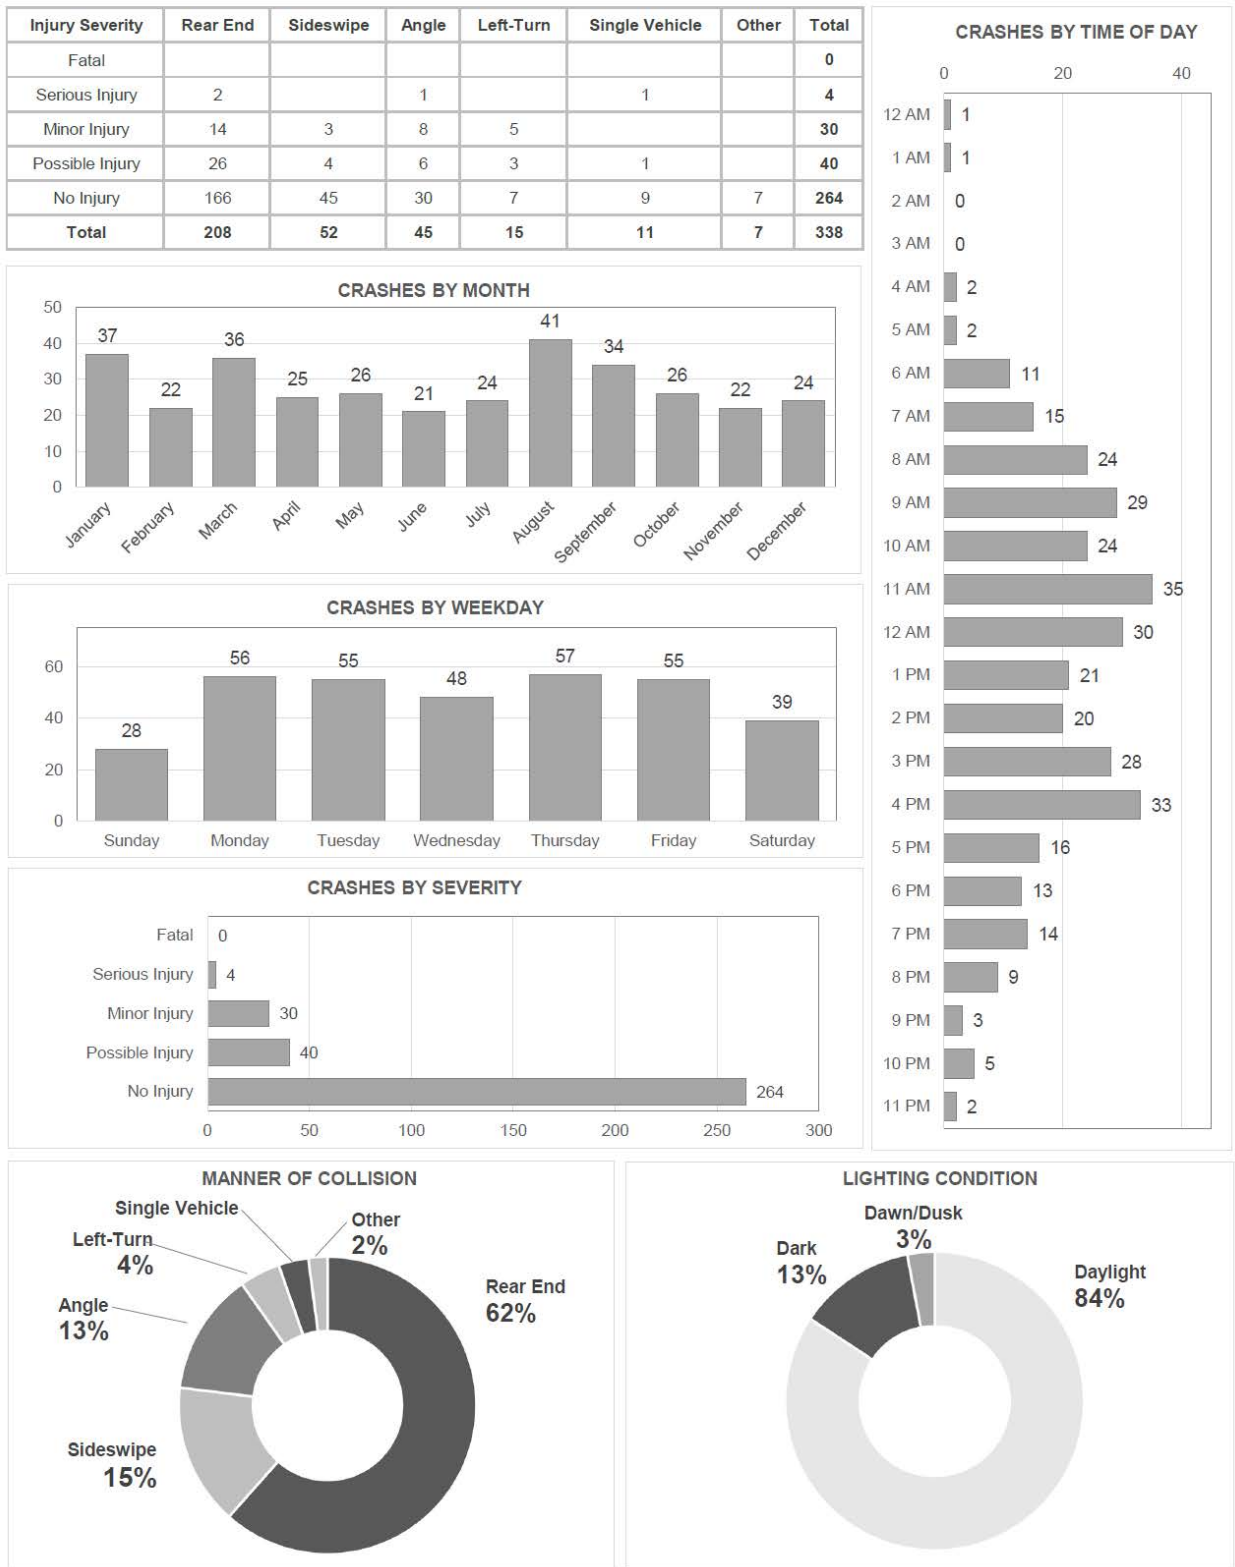 Injury Severity Rear End Sideswipe Angle Left-Turn Single Vehicle Other Total
Fatal 0
Serious Injury 2 1 1 4
Minor Injury 14 3 8 5 30
Possible Injury 26 4 6 3 1 40
No Injury 166 45 30 7 9 7 264
Total 208 52 45 15 11 7 338
CRASHES BY MONTH
50
40
30
20
10
0
37 22 36 25 26 21 24 41 34 26 22 24
January February March April May June July August September October November December
CRASHES BY WEEKDAY
60
40
20
0
28 56 55 48 57 55 39
Sunday Monday Tuesday Wednesday Thursday Friday Saturday
CRASHES BY SEVERITY
Fatal 0
Serious Injury 4
Minor Injury 30
Possible Injury 40
No Injury 264
0 50 100 150 200 250 300
CRASHES BY TIME OF DAY
0 20 40
12 AM 1
1 AM 1
2 AM 0
3 AM 0
4 AM 2
5 AM 2
6 AM 11
7 AM 15
8 AM 24
9 AM 29
10 AM 24
11 AM 35
12 AM 30
1 PM 21
2 PM 20
3 PM 28
4 PM 33
5 PM 16
6 PM 13
7 PM 14
8 PM 9
9 PM 3
10 PM 5
11 PM 2
MANNER OF COLLISION
Single Vehicle
Other
2%
Left-Turn
4%
Angle
13%
Rear End
62%
Sideswipe
15%
LIGHTING CONDITION
Dawn/Dusk
3%
Dark
13%
Daylight
84%